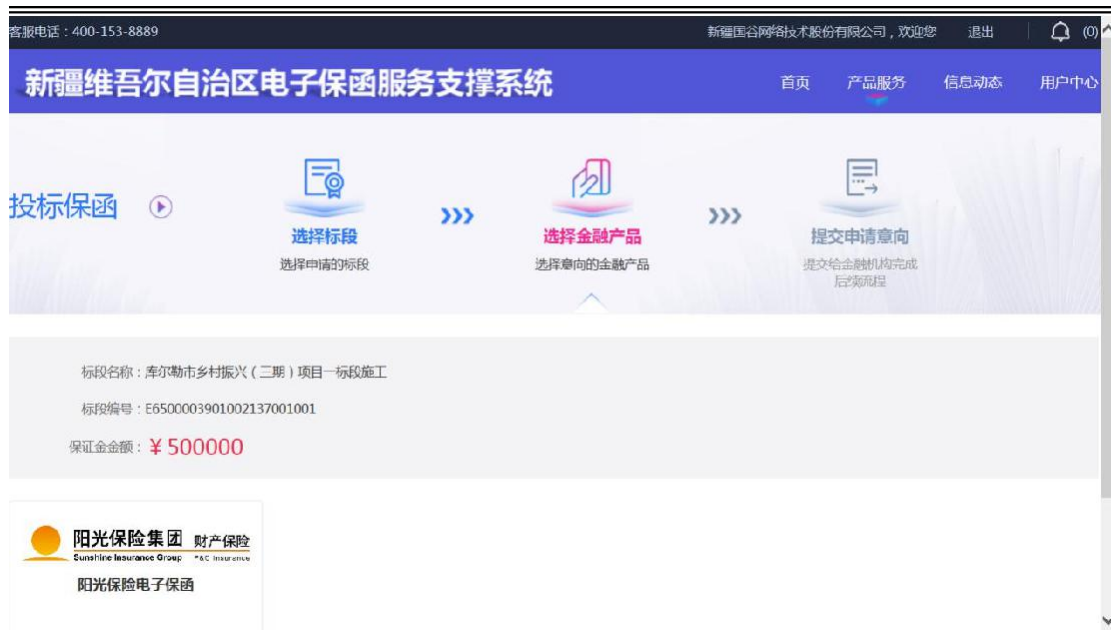 客服电话：400-153-8889
新疆国谷网络技术股份有限公司，欢迎您 退出 (0)
新疆维吾尔自治区电子保函服务支撑系统
首页 产品服务 信息动态 用户中心
投标保函
选择标段
选择申请的标段
选择金融产品
选择意向的金融产品
提交申请意向
提交给金融机构完成
后续流程
标段名称：库尔勒市乡村振兴（三期）项目一标段施工
标段编号：E6500003901002137001001
保证金金额：¥500000
阳光保险集团 财产保险
Sunshine Insurance Group P&C Insurance
阳光保险电子保函